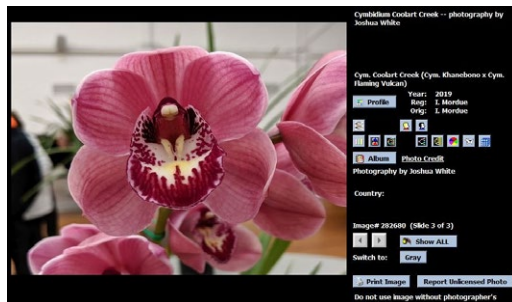 Cymbidium Coolart Creek -- photography by
Joshua White
Cym. Coolart Creek (Cym. Khanebono x Cym.
Flaming Vulcan)
Year: 2019
Profile Reg: I. Mordue
Orig: I. Mordue
Album Photo Credit
Photography by Joshua White
Country:
Image# 282680 (Slide 3 of 3)
Show ALL
Switch to: Gray
Print Image Report Unlicensed Photo
Do not use image without photographer's